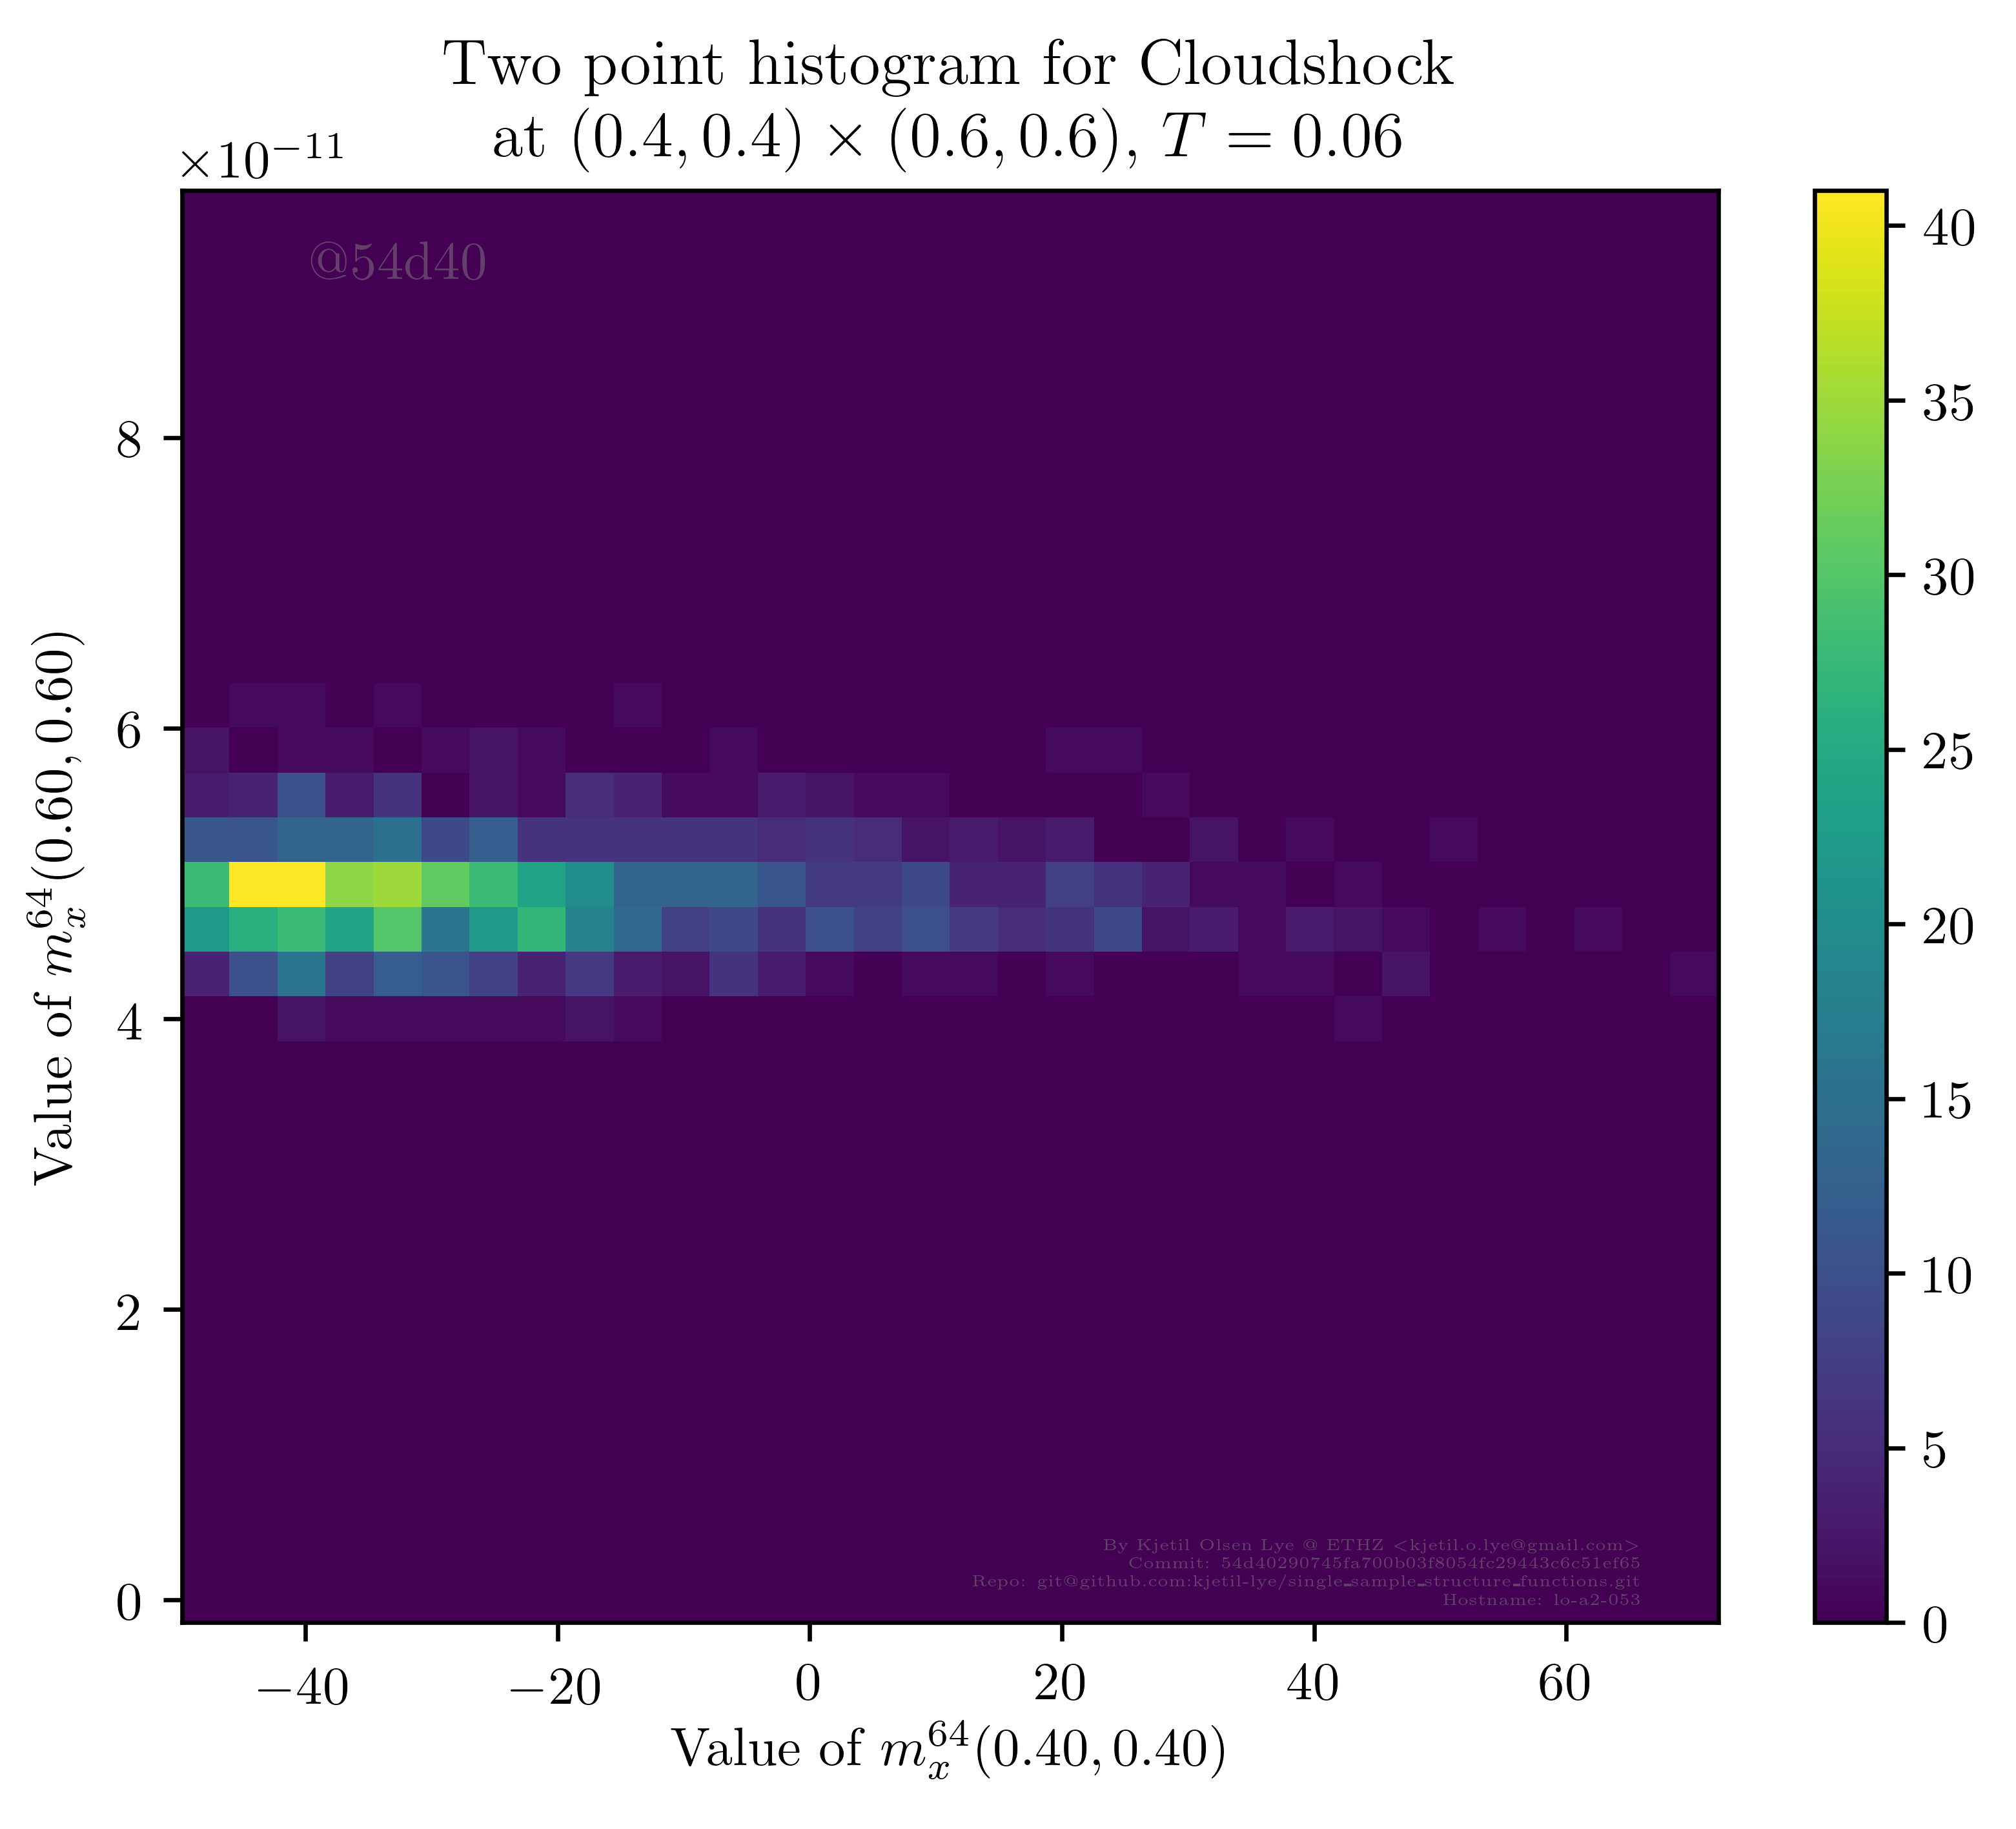 Two point histogram for Cloudshock
at (0.4, 0.4) × (0.6, 0.6), T = 0.06
×10⁻¹¹
@54d40
8
6
4
2
0
Value of m_x^{64}(0.60, 0.60)
−40
−20
0
20
40
60
Value of m_x^{64}(0.40, 0.40)
40
35
30
25
20
15
10
5
0
By Kjetil Olsen Lye @ ETHZ <kjetil.o.lye@gmail.com>
Commit: 54d40290745fa700b03f8054fc29443c6c51ef65
Repo: git@github.com:kjetil-lye/single_sample_structure_functions.git
Hostname: lo-a2-053